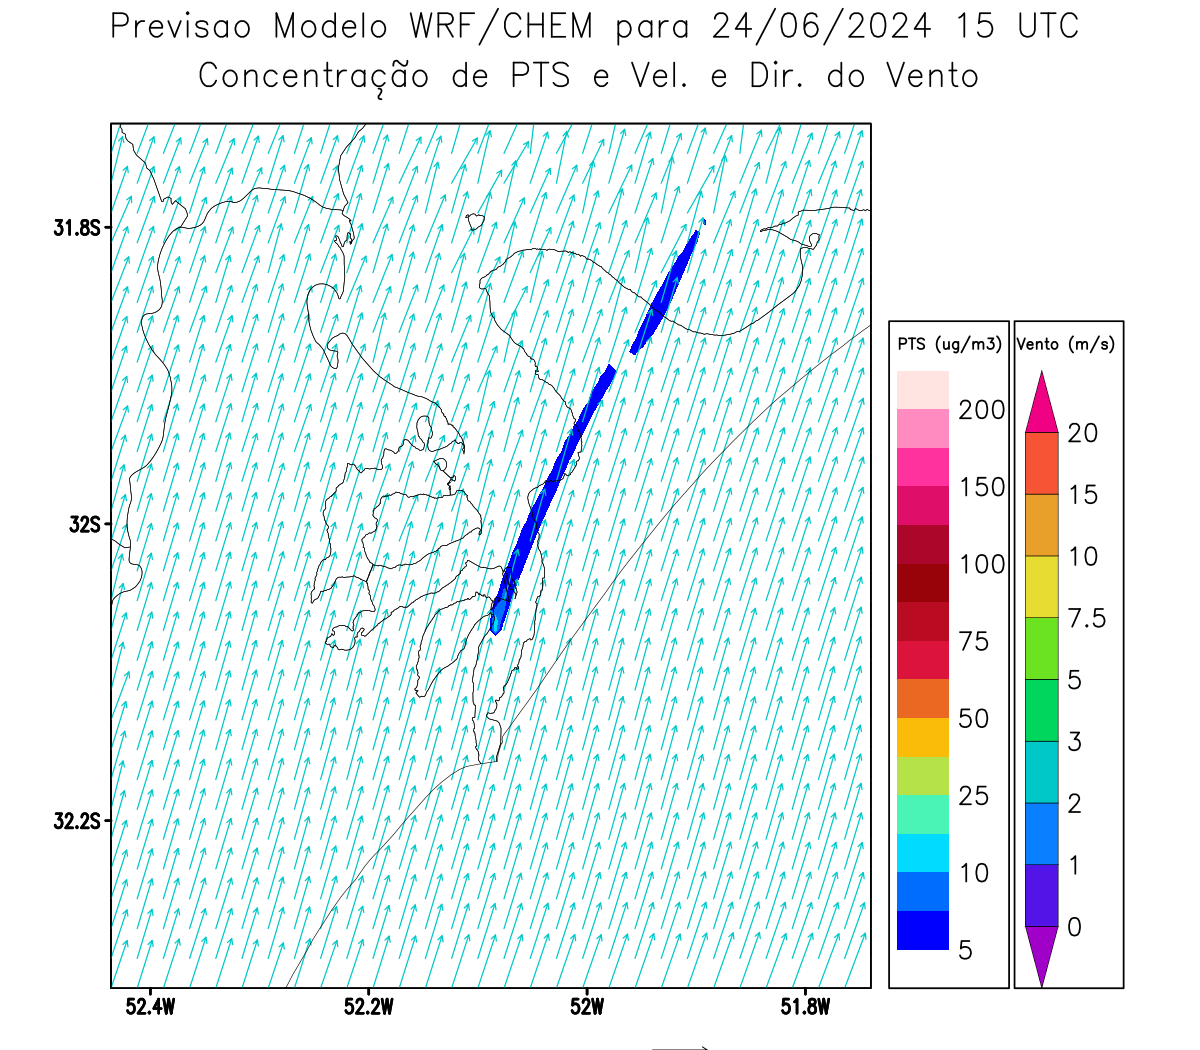 Previsao Modelo WRF/CHEM para 24/06/2024 15 UTC
Concentração de PTS e Vel. e Dir. do Vento
31.8S
32S
32.2S
52.4W
52.2W
52W
51.8W
PTS (ug/m3)
200
150
100
75
50
25
10
5
Vento (m/s)
20
15
10
7.5
5
3
2
1
0